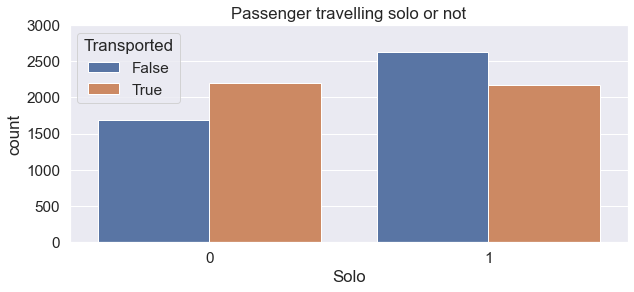 Passenger travelling solo or not
3000
2500
2000
1500
1000
500
0
count
Transported
False
True
0
1
Solo